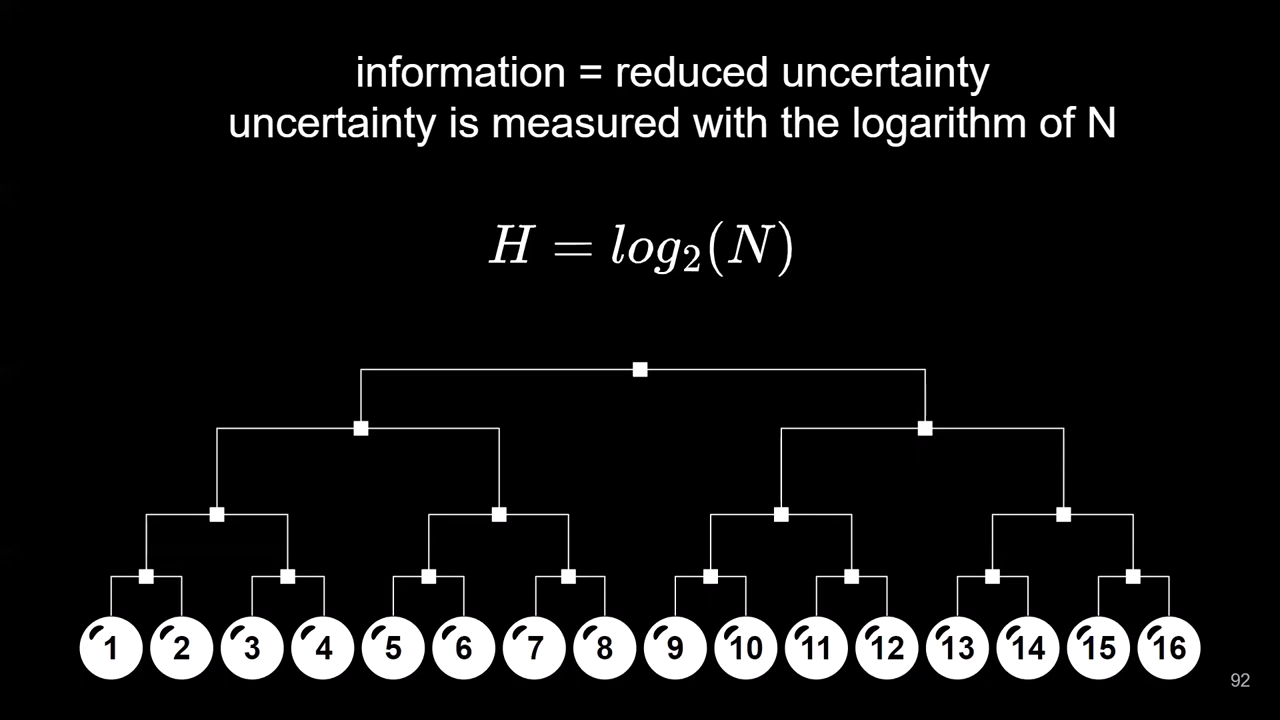 information = reduced uncertainty
uncertainty is measured with the logarithm of N
H = log₂(N)
1 2 3 4 5 6 7 8 9 10 11 12 13 14 15 16
92